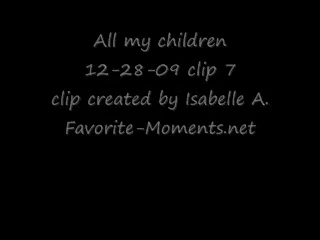 All my children
12-28-09 clip 7
clip created by Isabelle A.
Favorite-Moments.net